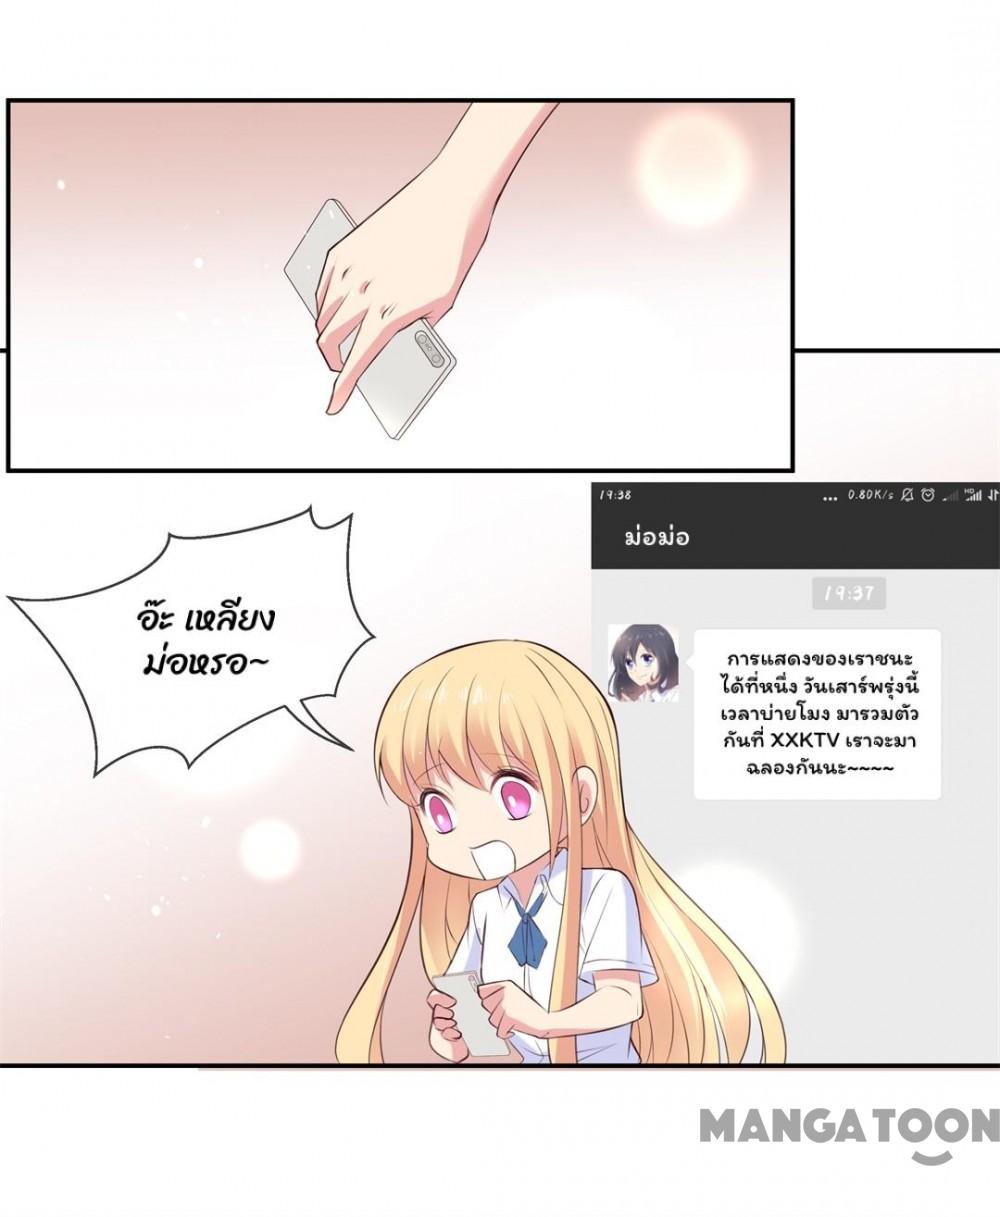 19:38 ... 0.80K/s HD
ม่อม่อ
19:37
อ๊ะ เหลียง
ม่อหรอ~
การแสดงของเราชนะ
ได้ที่หนึ่ง วันเสาร์พรุ่งนี้
เวลาบ่ายโมง มารวมตัว
กันที่ XXKTV เราจะมา
ฉลองกันนะ~~~~
MANGATOON